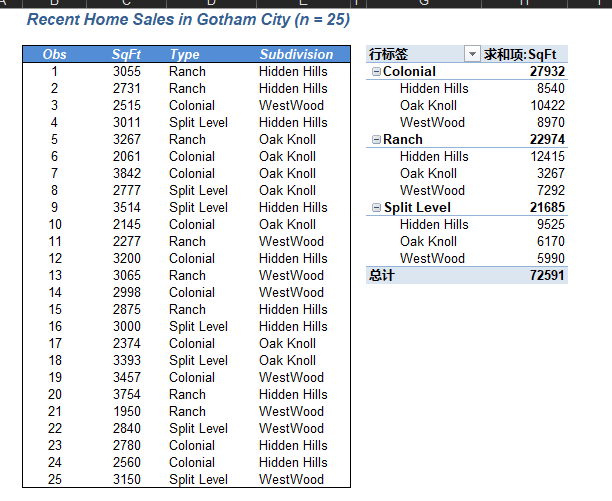 Recent Home Sales in Gotham City (n = 25)
Obs SqFt Type Subdivision
1 3055 Ranch Hidden Hills
2 2731 Ranch Hidden Hills
3 2515 Colonial WestWood
4 3011 Split Level Hidden Hills
5 3267 Ranch Oak Knoll
6 2061 Colonial Oak Knoll
7 3842 Colonial Oak Knoll
8 2777 Split Level Oak Knoll
9 3514 Split Level Hidden Hills
10 2145 Colonial Oak Knoll
11 2277 Ranch WestWood
12 3200 Colonial Hidden Hills
13 3065 Ranch WestWood
14 2998 Colonial WestWood
15 2875 Ranch Hidden Hills
16 3000 Split Level Hidden Hills
17 2374 Colonial Oak Knoll
18 3393 Split Level Oak Knoll
19 3457 Colonial WestWood
20 3754 Ranch Hidden Hills
21 1950 Ranch WestWood
22 2840 Split Level WestWood
23 2780 Colonial Hidden Hills
24 2560 Colonial Hidden Hills
25 3150 Split Level WestWood
行标签 求和项:SqFt
Colonial 27932
Hidden Hills 8540
Oak Knoll 10422
WestWood 8970
Ranch 22974
Hidden Hills 12415
Oak Knoll 3267
WestWood 7292
Split Level 21685
Hidden Hills 9525
Oak Knoll 6170
WestWood 5990
总计 72591